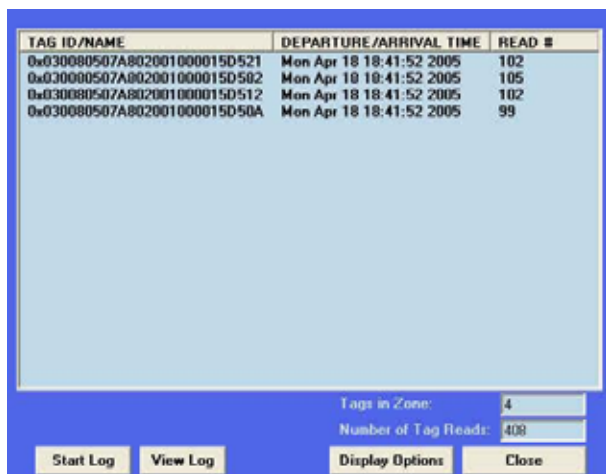 TAG ID/NAME DEPARTURE/ARRIVAL TIME READ #
0x030080507A802001000015D521 Mon Apr 18 18:41:52 2005 102
0x030080507A802001000015D502 Mon Apr 18 18:41:52 2005 105
0x030080507A802001000015D512 Mon Apr 18 18:41:52 2005 102
0x030080507A802001000015D50A Mon Apr 18 18:41:52 2005 99
Tags in Zone: 4
Number of Tag Reads: 408
Start Log View Log Display Options Close